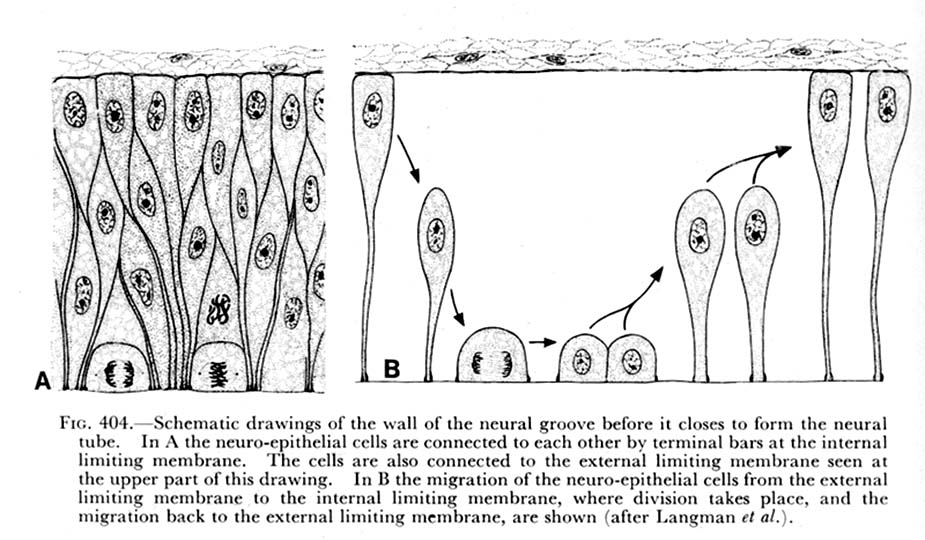 A
B
FIG. 404.—Schematic drawings of the wall of the neural groove before it closes to form the neural
tube. In A the neuro-epithelial cells are connected to each other by terminal bars at the internal
limiting membrane. The cells are also connected to the external limiting membrane seen at
the upper part of this drawing. In B the migration of the neuro-epithelial cells from the external
limiting membrane to the internal limiting membrane, where division takes place, and the
migration back to the external limiting membrane, are shown (after Langman et al.).